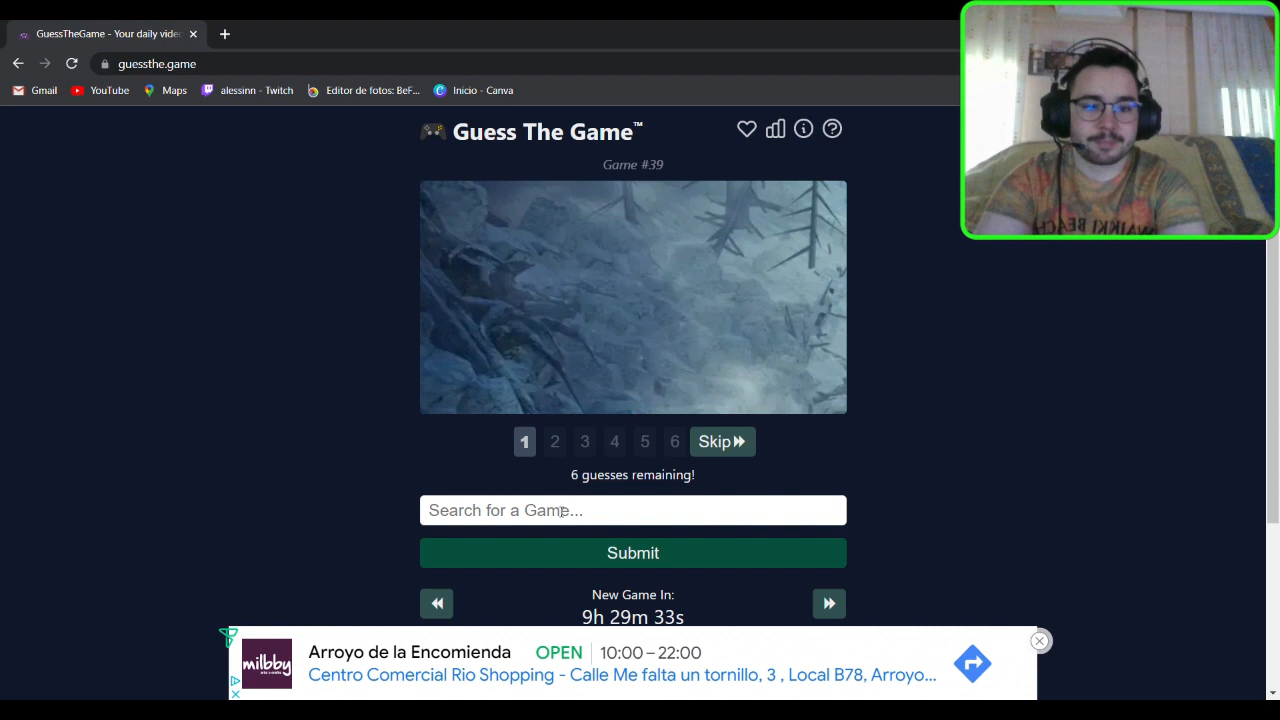 GuessTheGame - Your daily vide
guessthe.game
Gmail YouTube Maps alessinn - Twitch Editor de fotos: BeF... Inicio - Canva
Guess The Game™
Game #39
1 2 3 4 5 6 Skip
6 guesses remaining!
Search for a Game...
Submit
New Game In:
9h 29m 33s
milbby
Arroyo de la Encomienda OPEN 10:00 – 22:00
Centro Comercial Rio Shopping - Calle Me falta un tornillo, 3 , Local B78, Arroyo...